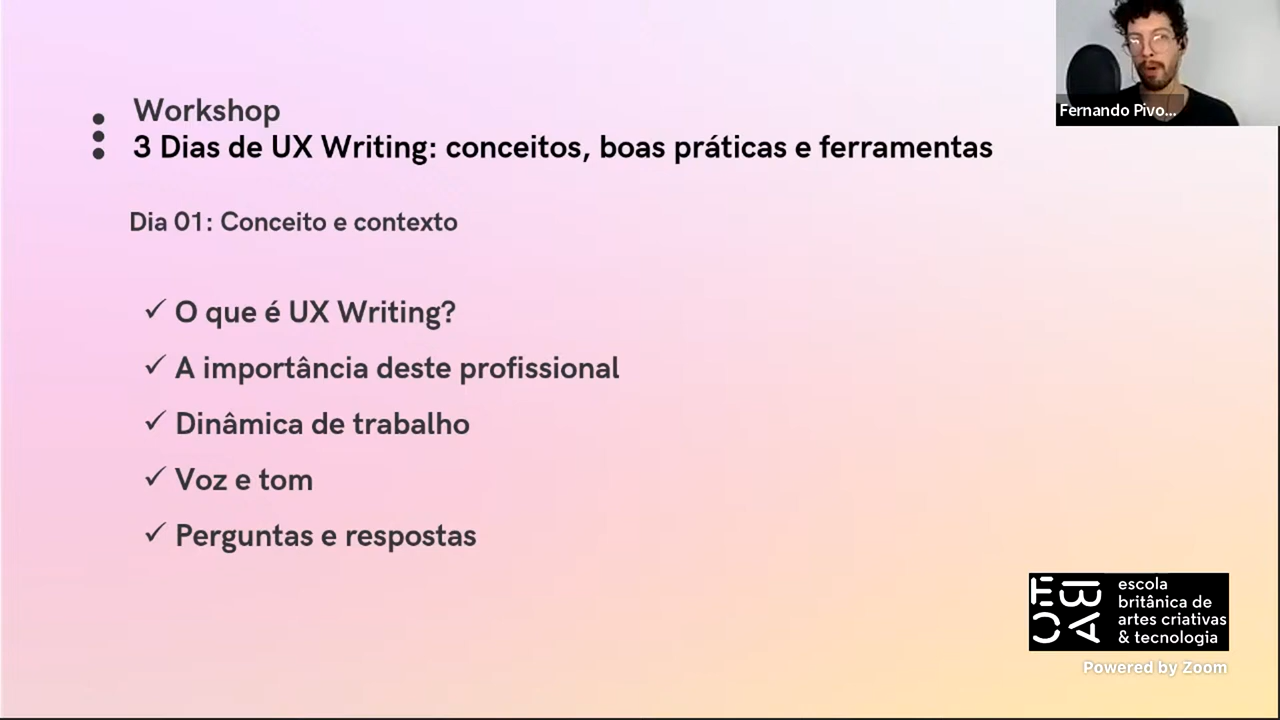 Workshop
3 Dias de UX Writing: conceitos, boas práticas e ferramentas
Fernando Pivo...
Dia 01: Conceito e contexto
✓ O que é UX Writing?
✓ A importância deste profissional
✓ Dinâmica de trabalho
✓ Voz e tom
✓ Perguntas e respostas
EBAC
escola
britânica de
artes criativas
& tecnologia
Powered by Zoom